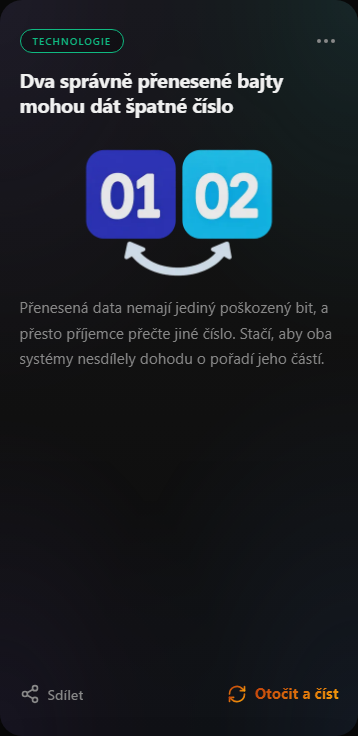 TECHNOLOGIE
Dva správně přenesené bajty
mohou dát špatné číslo
01 02
Přenesená data nemají jediný poškozený bit, a
přesto příjemce přečte jiné číslo. Stačí, aby oba
systémy nesdílely dohodu o pořadí jeho částí.
Sdílet
Otočit a číst